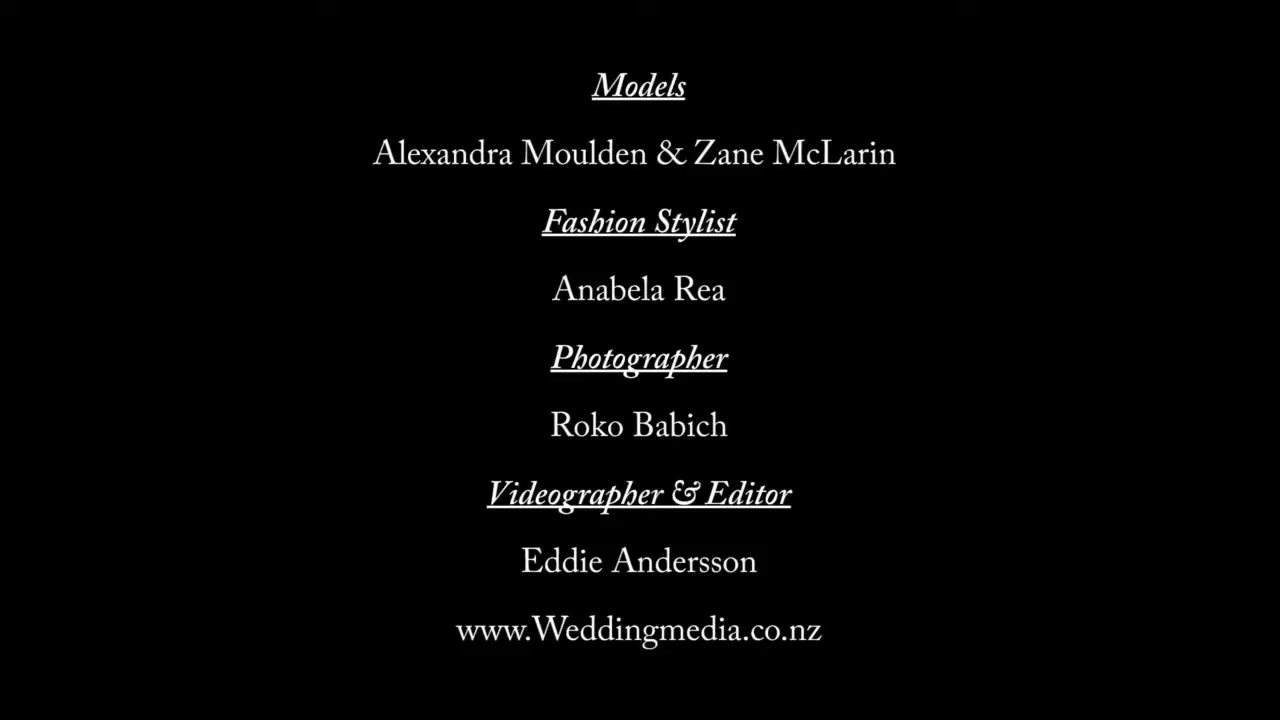 Models
Alexandra Moulden & Zane McLarin
Fashion Stylist
Anabela Rea
Photographer
Roko Babich
Videographer & Editor
Eddie Andersson
www.Weddingmedia.co.nz